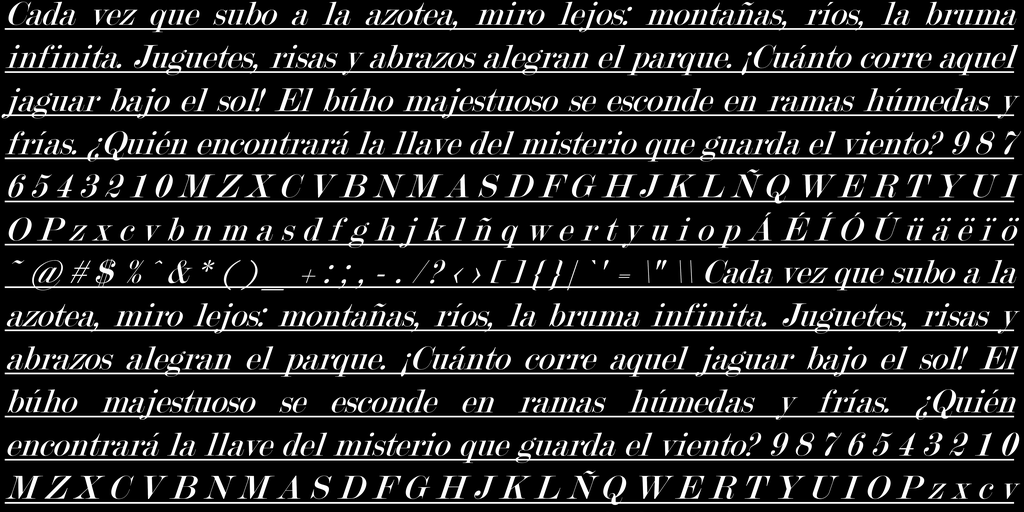 Cada vez que subo a la azotea, miro lejos: montañas, ríos, la bruma
infinita. Juguetes, risas y abrazos alegran el parque. ¡Cuánto corre aquel
jaguar bajo el sol! El búho majestuoso se esconde en ramas húmedas y
frías. ¿Quién encontrará la llave del misterio que guarda el viento? 9 8 7
6 5 4 3 2 1 0 M Z X C V B N M A S D F G H J K L Ñ Q W E R T Y U I
O P z x c v b n m a s d f g h j k l ñ q w e r t y u i o p Á É Í Ó Ú ü ä ë ï ö
~ @ # $ % ^ & * ( ) _ + : ; , - . / ? < > [ ] { } | ` ' = \" \\ Cada vez que subo a la
azotea, miro lejos: montañas, ríos, la bruma infinita. Juguetes, risas y
abrazos alegran el parque. ¡Cuánto corre aquel jaguar bajo el sol! El
búho majestuoso se esconde en ramas húmedas y frías. ¿Quién
encontrará la llave del misterio que guarda el viento? 9 8 7 6 5 4 3 2 1 0
M Z X C V B N M A S D F G H J K L Ñ Q W E R T Y U I O P z x c v